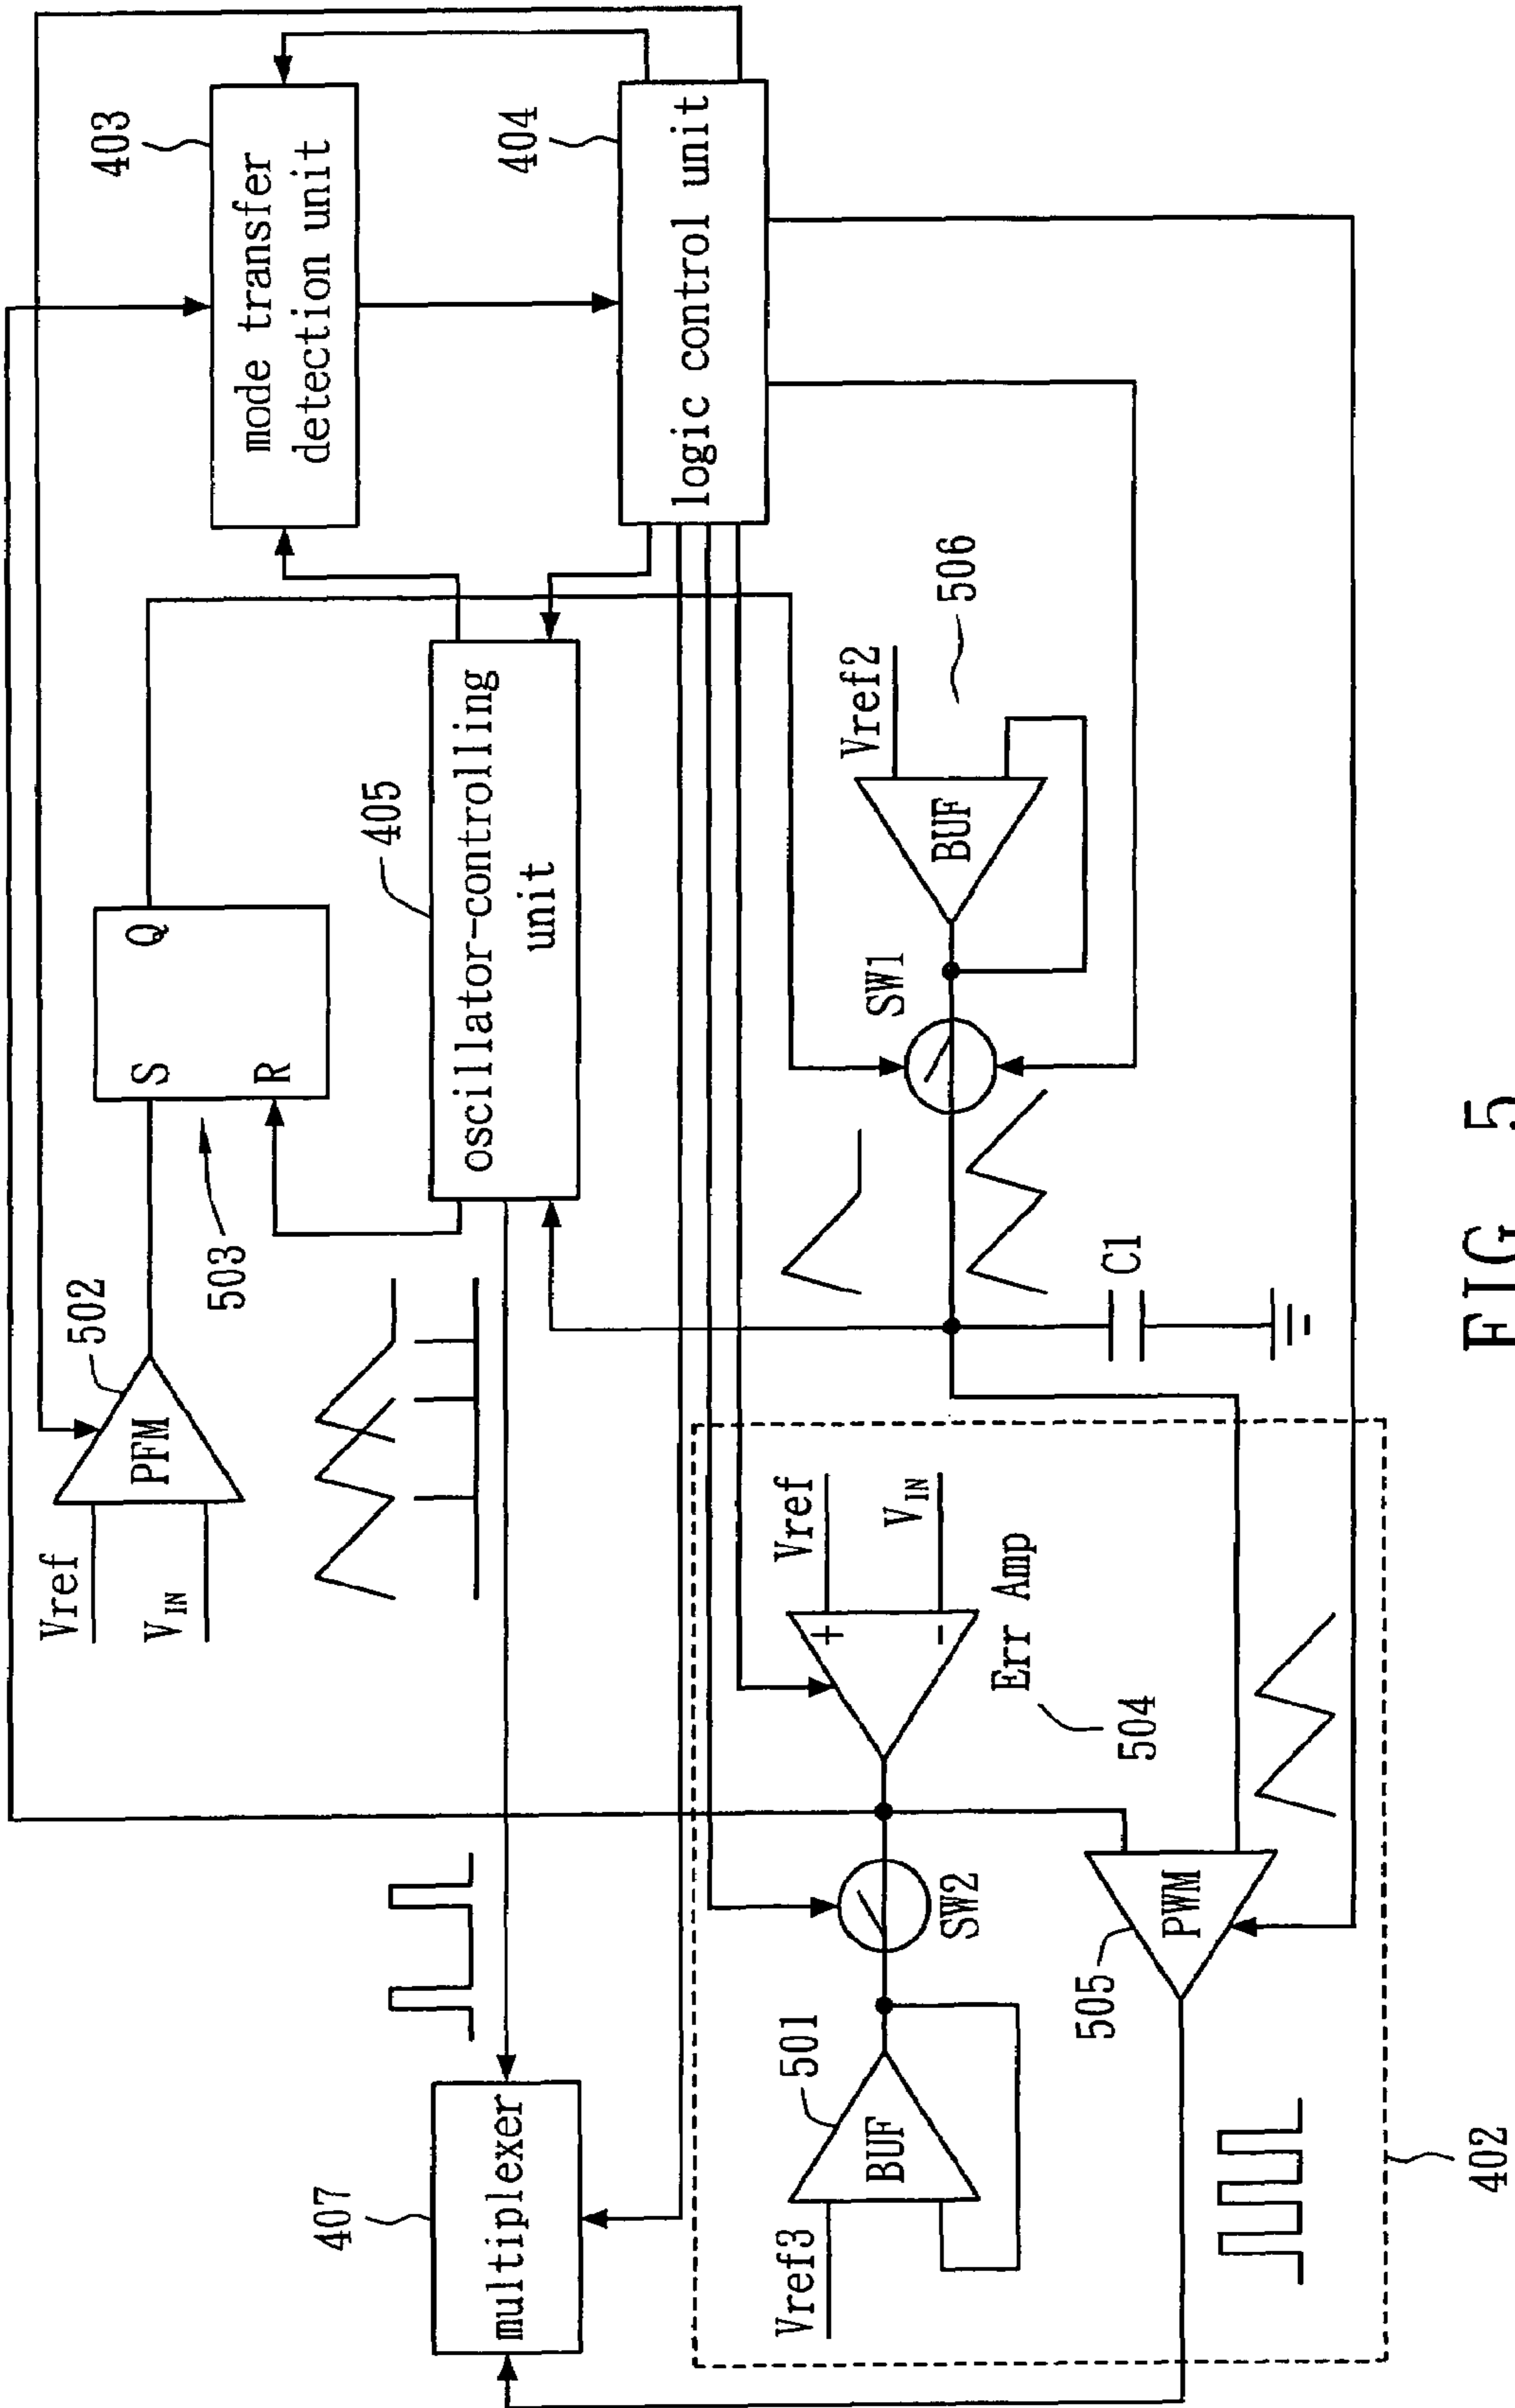 403
mode transfer
detection unit
404
logic control unit
502
PFM
Vref
VIN
503
S
Q
R
405
oscillator-controlling
unit
506
Vref2
BUF
SW1
C1
407
multiplexer
Vref
VIN
+
-
Err Amp
504
SW2
501
BUF
Vref3
505
PWM
402
FIG. 5